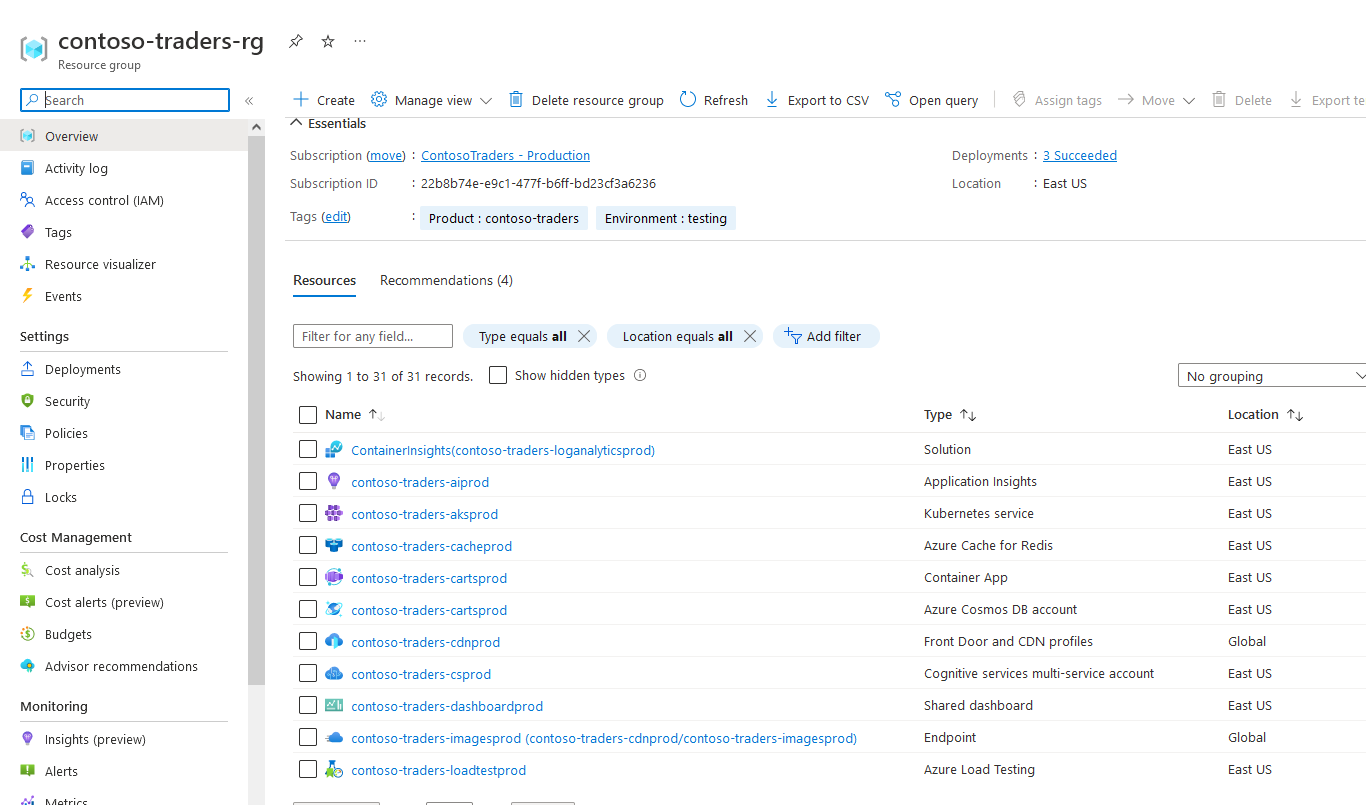 contoso-traders-rg
Resource group
Search
«
Create Manage view Delete resource group Refresh Export to CSV Open query Assign tags Move Delete Export te
Essentials
Subscription (move) : ContosoTraders - Production
Deployments : 3 Succeeded
Subscription ID : 22b8b74e-e9c1-477f-b6ff-bd23cf3a6236
Location : East US
Tags (edit) : Product : contoso-traders Environment : testing
Overview
Activity log
Access control (IAM)
Tags
Resource visualizer
Events
Settings
Deployments
Security
Policies
Properties
Locks
Cost Management
Cost analysis
Cost alerts (preview)
Budgets
Advisor recommendations
Monitoring
Insights (preview)
Alerts
Metrics
Resources Recommendations (4)
Filter for any field... Type equals all Location equals all Add filter
Showing 1 to 31 of 31 records. Show hidden types No grouping
Name Type Location
ContainerInsights(contoso-traders-loganalyticsprod) Solution East US
contoso-traders-aiprod Application Insights East US
contoso-traders-aksprod Kubernetes service East US
contoso-traders-cacheprod Azure Cache for Redis East US
contoso-traders-cartsprod Container App East US
contoso-traders-cartsprod Azure Cosmos DB account East US
contoso-traders-cdnprod Front Door and CDN profiles Global
contoso-traders-csprod Cognitive services multi-service account East US
contoso-traders-dashboardprod Shared dashboard East US
contoso-traders-imagesprod (contoso-traders-cdnprod/contoso-traders-imagesprod) Endpoint Global
contoso-traders-loadtestprod Azure Load Testing East US